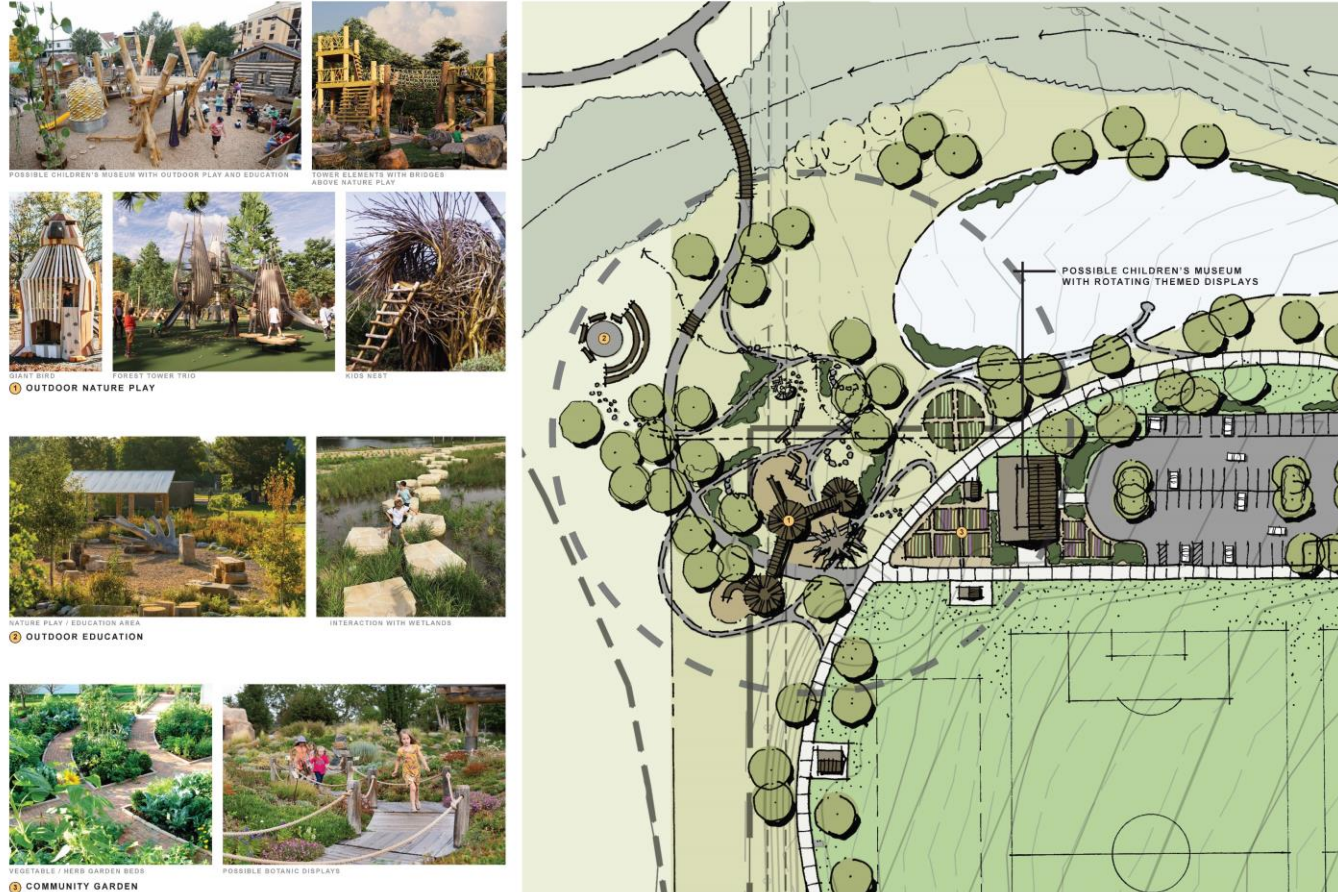 POSSIBLE CHILDREN'S MUSEUM WITH OUTDOOR PLAY AND EDUCATION
TOWER ELEMENTS WITH BRIDGES
ABOVE NATURE PLAY
GIANT BIRD
FOREST TOWER TRIO
KIDS NEST
1 OUTDOOR NATURE PLAY
NATURE PLAY / EDUCATION AREA
INTERACTION WITH WETLANDS
2 OUTDOOR EDUCATION
VEGETABLE / HERB GARDEN BEDS
POSSIBLE BOTANIC DISPLAYS
3 COMMUNITY GARDEN
POSSIBLE CHILDREN'S MUSEUM
WITH ROTATING THEMED DISPLAYS
2
1
3